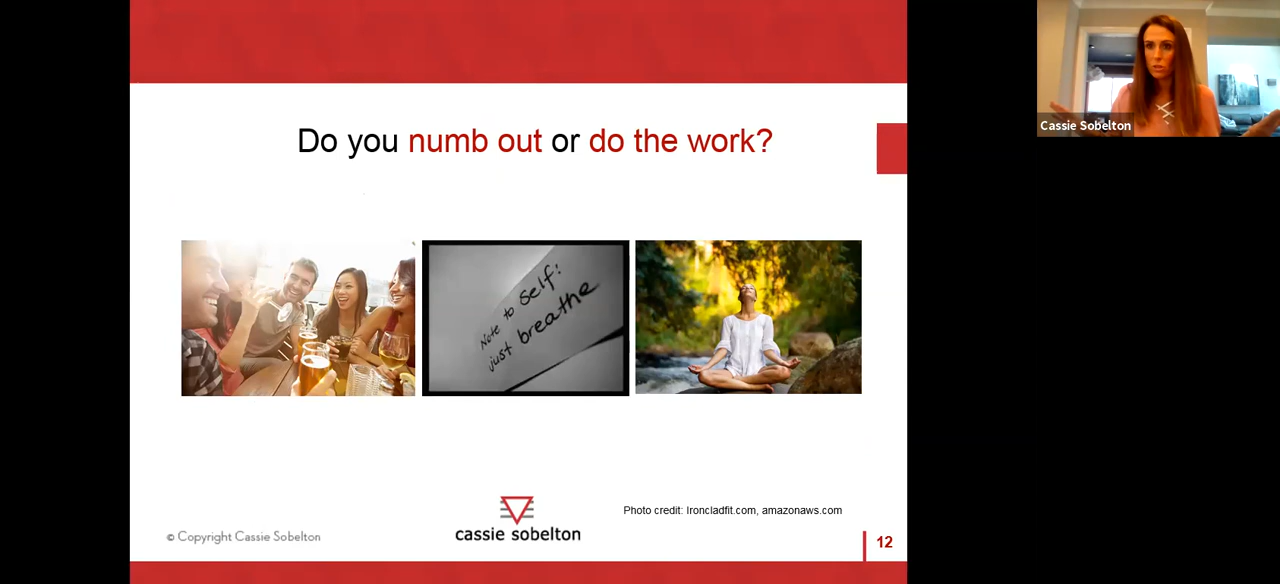 Do you numb out or do the work?
Note to self:
just breathe
Photo credit: Ironcladfit.com, amazonaws.com
© Copyright Cassie Sobelton
cassie sobelton
12
Cassie Sobelton